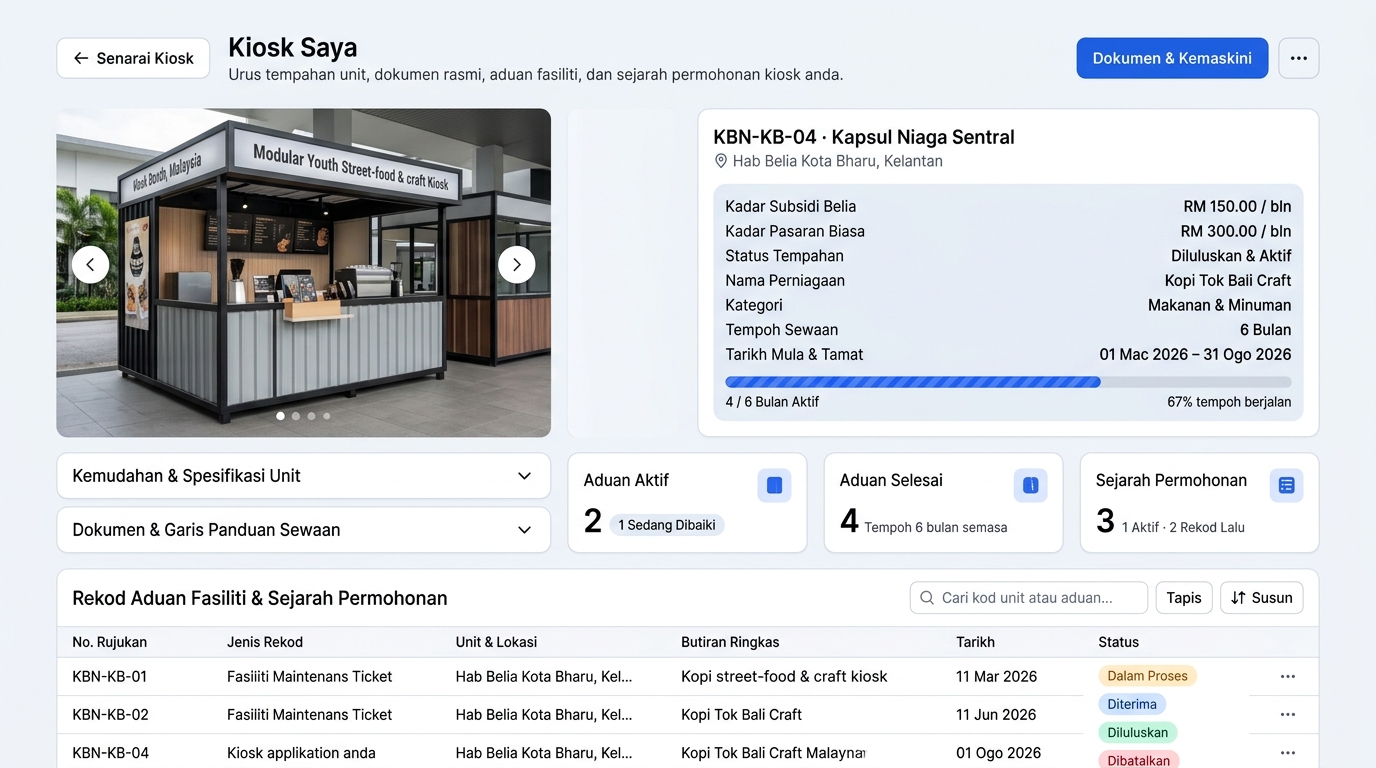 ← Senarai Kiosk
Kiosk Saya
Urus tempahan unit, dokumen rasmi, aduan fasiliti, dan sejarah permohonan kiosk anda.
Dokumen & Kemaskini
Malaysia
Modular Youth Street-food & craft Kiosk
KBN-KB-04 · Kapsul Niaga Sentral
Hab Belia Kota Bharu, Kelantan
Kadar Subsidi Belia RM 150.00 / bln
Kadar Pasaran Biasa RM 300.00 / bln
Status Tempahan Diluluskan & Aktif
Nama Perniagaan Kopi Tok Bali Craft
Kategori Makanan & Minuman
Tempoh Sewaan 6 Bulan
Tarikh Mula & Tamat 01 Mac 2026 – 31 Ogo 2026
4 / 6 Bulan Aktif 67% tempoh berjalan
Kemudahan & Spesifikasi Unit
Dokumen & Garis Panduan Sewaan
Aduan Aktif
2 1 Sedang Dibaiki
Aduan Selesai
4 Tempoh 6 bulan semasa
Sejarah Permohonan
3 1 Aktif · 2 Rekod Lalu
Rekod Aduan Fasiliti & Sejarah Permohonan
Cari kod unit atau aduan...
Tapis
Susun
No. Rujukan Jenis Rekod Unit & Lokasi Butiran Ringkas Tarikh Status
KBN-KB-01 Fasiiiti Maintenans Ticket Hab Belia Kota Bharu, Kel... Kopi street-food & craft kiosk 11 Mar 2026 Dalam Proses
Diterima
KBN-KB-02 Fasiiiti Maintenans Ticket Hab Belia Kota Bharu, Kel... Kopi Tok Bali Craft 11 Jun 2026
Diluluskan
KBN-KB-04 Kiosk applikation anda Hab Belia Kota Bharu, Kel... Kopi Tok Bali Craft 01 Ogo 2026
Dibatalkan